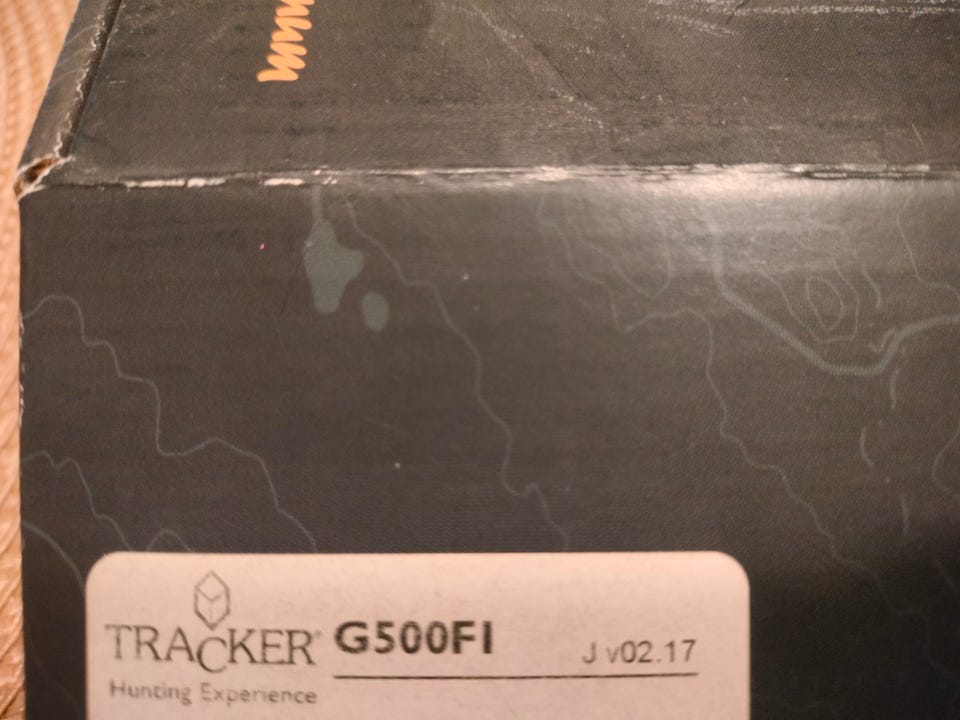 TRACKER® G500FI J v02.17
Hunting Experience